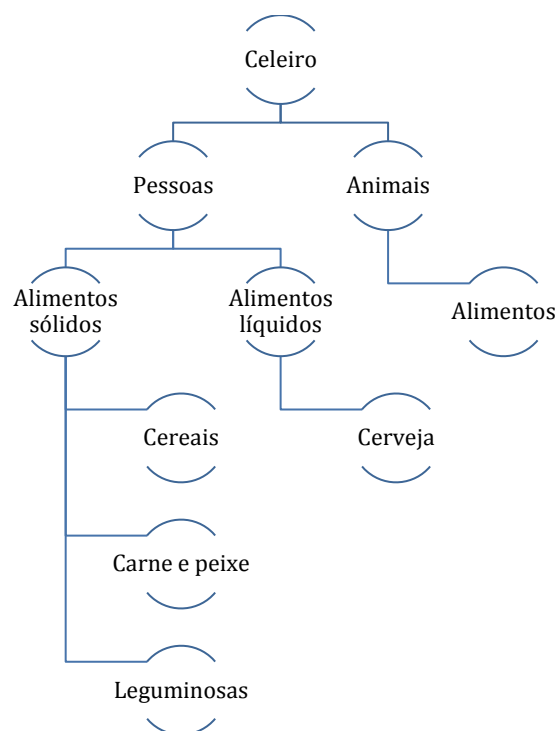 Celeiro
Pessoas
Animais
Alimentos
sólidos
Alimentos
líquidos
Alimentos
Cereais
Cerveja
Carne e peixe
Leguminosas